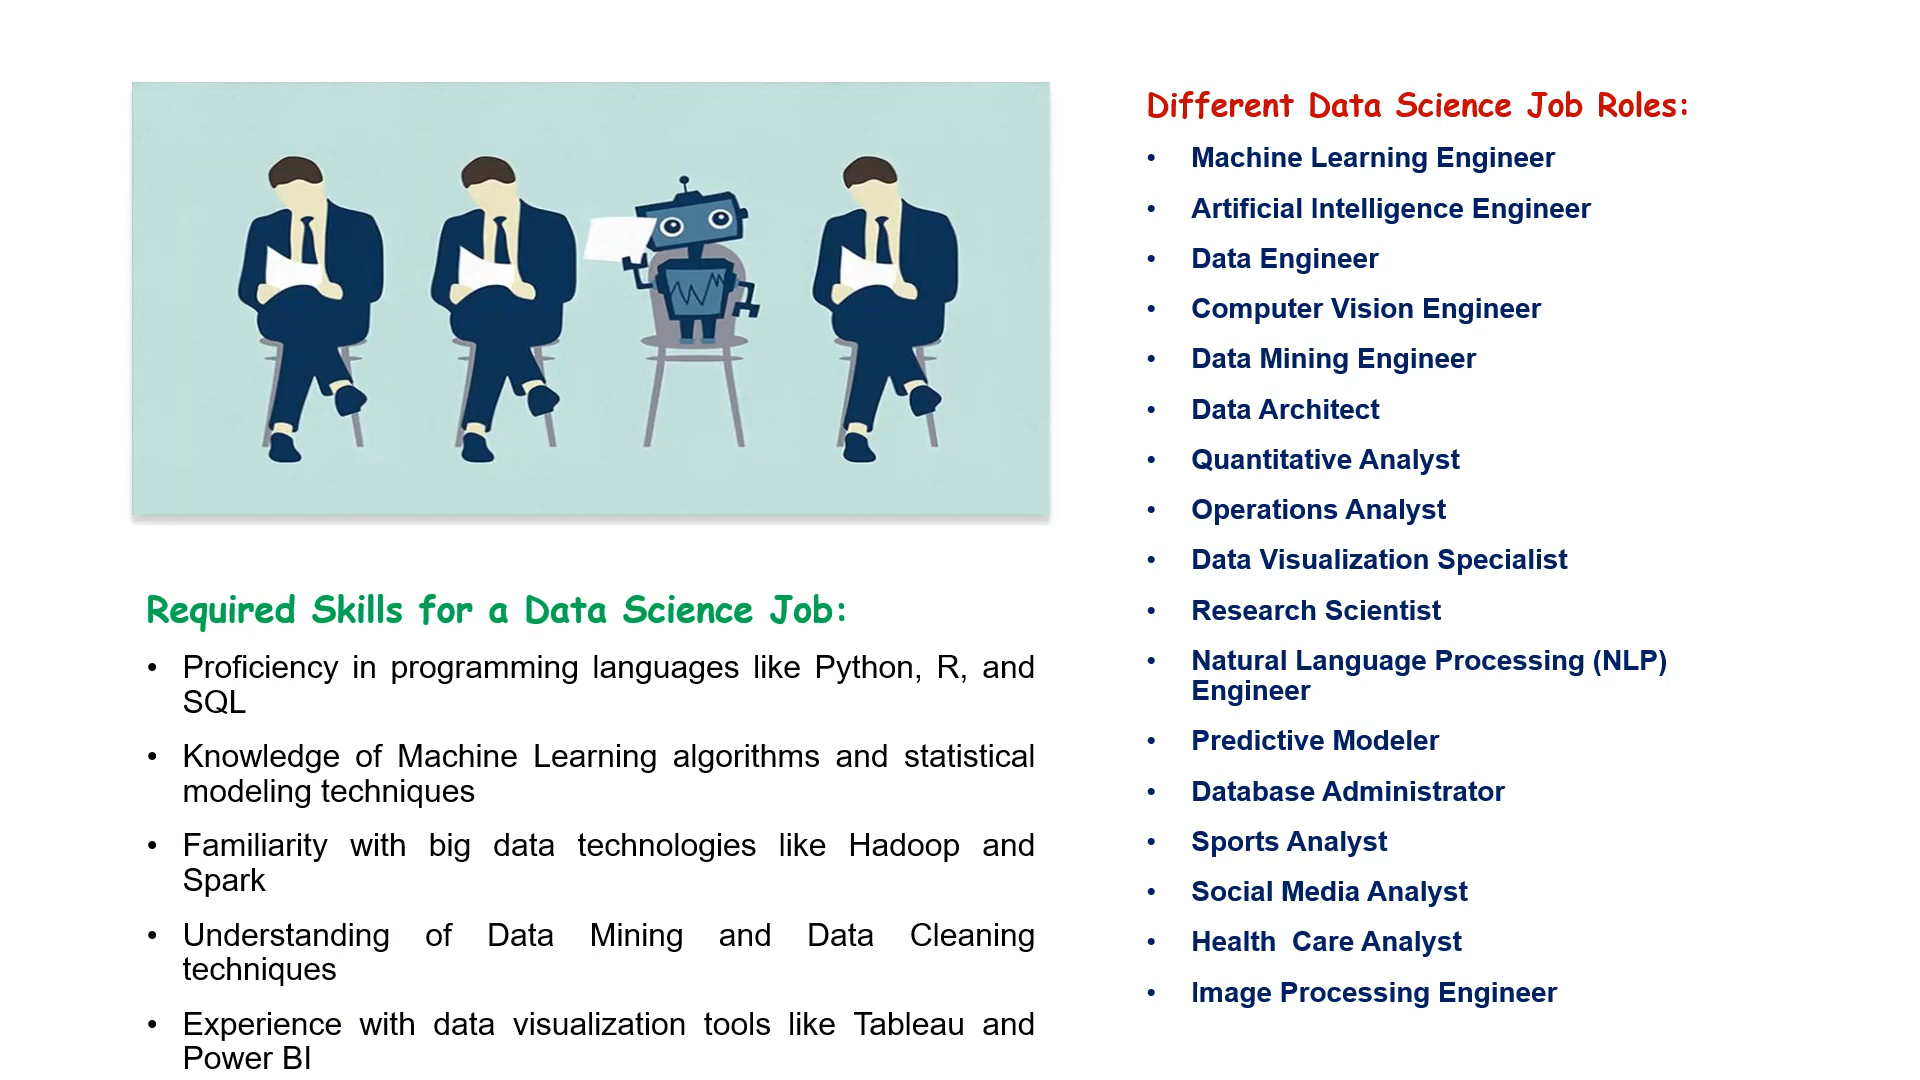 Different Data Science Job Roles:
• Machine Learning Engineer
• Artificial Intelligence Engineer
• Data Engineer
• Computer Vision Engineer
• Data Mining Engineer
• Data Architect
• Quantitative Analyst
• Operations Analyst
• Data Visualization Specialist
• Research Scientist
• Natural Language Processing (NLP)
Engineer
• Predictive Modeler
• Database Administrator
• Sports Analyst
• Social Media Analyst
• Health  Care Analyst
• Image Processing Engineer
Required Skills for a Data Science Job:
• Proficiency in programming languages like Python, R, and
SQL
• Knowledge of Machine Learning algorithms and statistical
modeling techniques
• Familiarity with big data technologies like Hadoop and
Spark
• Understanding of Data Mining and Data Cleaning
techniques
• Experience with data visualization tools like Tableau and
Power BI